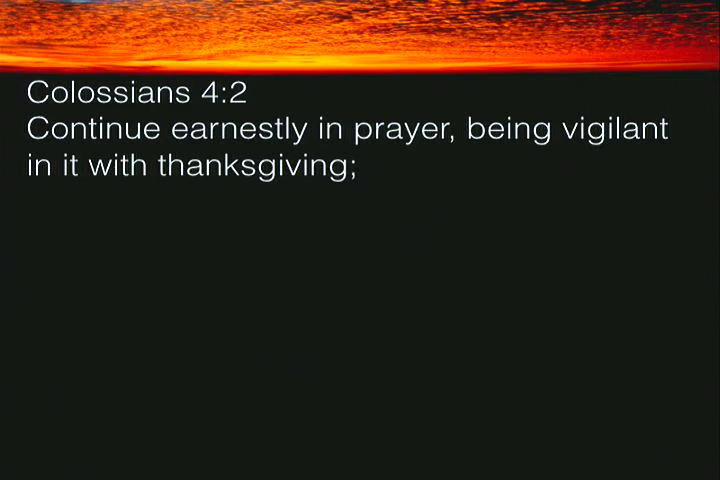 Colossians 4:2
Continue earnestly in prayer, being vigilant
in it with thanksgiving;